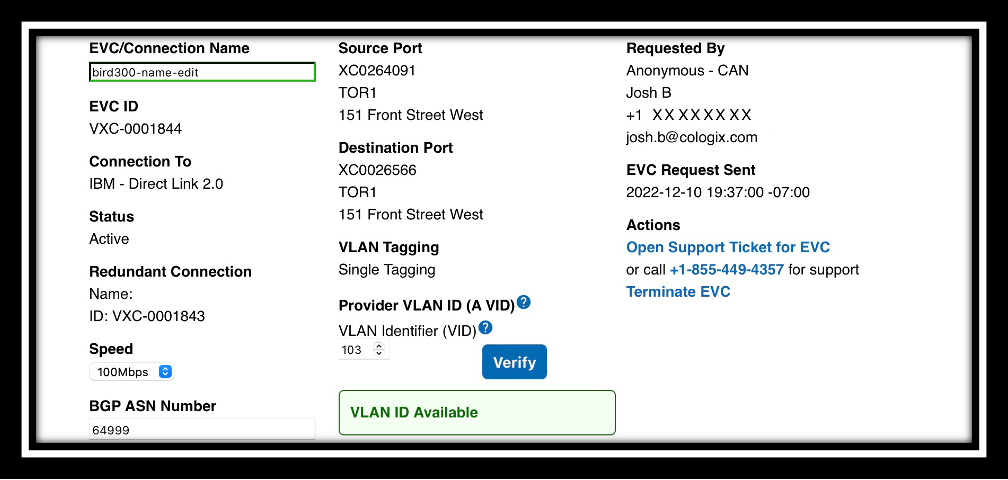 EVC/Connection Name
bird300-name-edit
EVC ID
VXC-0001844
Connection To
IBM - Direct Link 2.0
Status
Active
Redundant Connection
Name:
ID: VXC-0001843
Speed
100Mbps
BGP ASN Number
64999
Source Port
XC0264091
TOR1
151 Front Street West
Destination Port
XC0026566
TOR1
151 Front Street West
VLAN Tagging
Single Tagging
Provider VLAN ID (A VID) ?
VLAN Identifier (VID) ?
103
Verify
VLAN ID Available
Requested By
Anonymous - CAN
Josh B
+1 XXXXXXXX
josh.b@cologix.com
EVC Request Sent
2022-12-10 19:37:00 -07:00
Actions
Open Support Ticket for EVC
or call +1-855-449-4357 for support
Terminate EVC